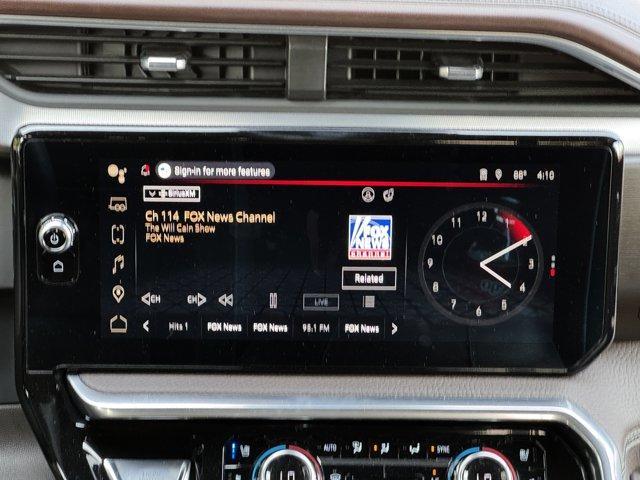 Sign-in for more features
88° 4:10
SiriusXM
Ch 114 FOX News Channel
The Will Cain Show
FOX News
FOX
NEWS
channel
Related
CH CH LIVE
Hits 1 FOX News FOX News 95.1 FM FOX News
12
11 1
10 2
9 3
8 4
7 5
6
AUTO SYNC